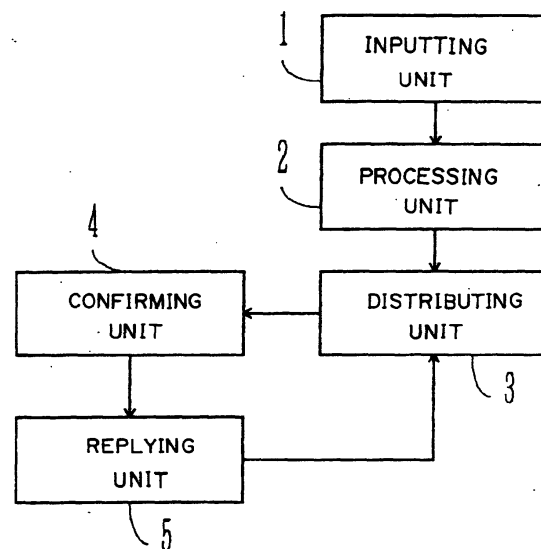 1
INPUTTING
UNIT
2
PROCESSING
UNIT
4
CONFIRMING
UNIT
DISTRIBUTING
UNIT
3
REPLYING
UNIT
5